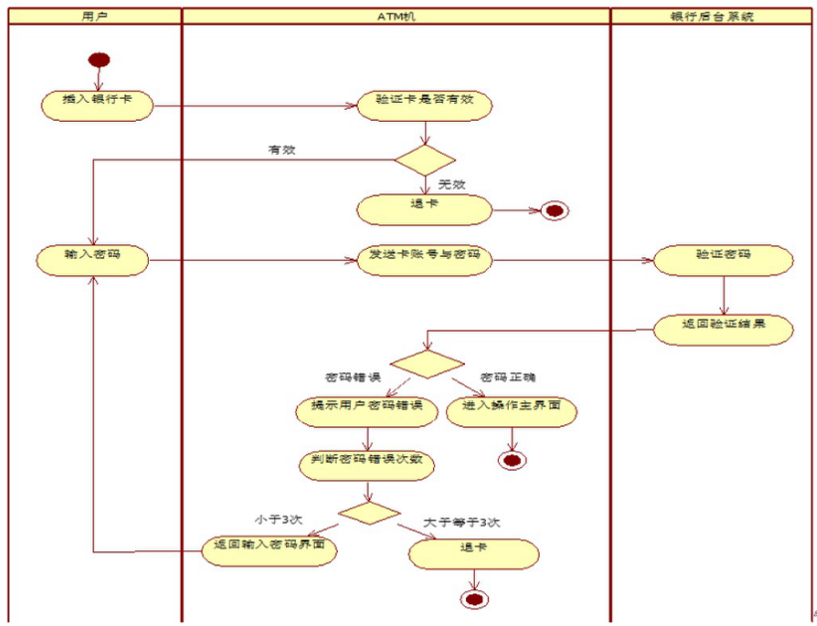 用户
ATM机
银行后台系统
插入银行卡
验证卡是否有效
有效
无效
退卡
输入密码
发送卡账号与密码
验证密码
返回验证结果
密码错误
密码正确
提示用户密码错误
进入操作主界面
判断密码错误次数
小于3次
大于等于3次
返回输入密码界面
退卡